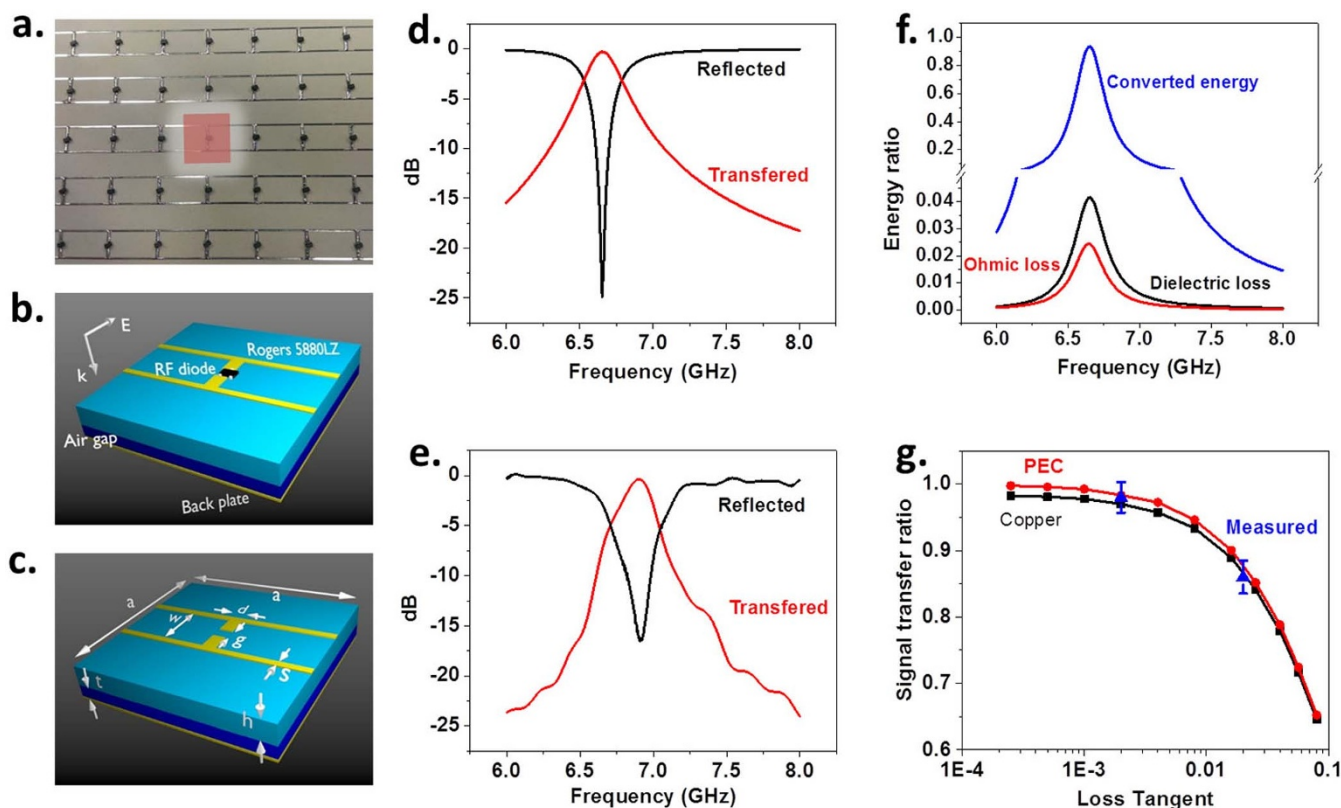 a.
b.
E
k
Rogers 5880LZ
RF diode
Air gap
Back plate
c.
a
a
d
w
g
S
t
h
d.
0
-5
-10
-15
-20
-25
dB
Reflected
Transfered
6.0 6.5 7.0 7.5 8.0
Frequency (GHz)
e.
0
-5
-10
-15
-20
-25
dB
Reflected
Transfered
6.0 6.5 7.0 7.5 8.0
Frequency (GHz)
f.
1.0
0.8
0.6
0.4
0.2
0.04
0.03
0.02
0.01
0.00
Energy ratio
Converted energy
Ohmic loss
Dielectric loss
6.0 6.5 7.0 7.5 8.0
Frequency (GHz)
g.
1.0
0.9
0.8
0.7
0.6
Signal transfer ratio
PEC
Copper
Measured
1E-4 1E-3 0.01 0.1
Loss Tangent